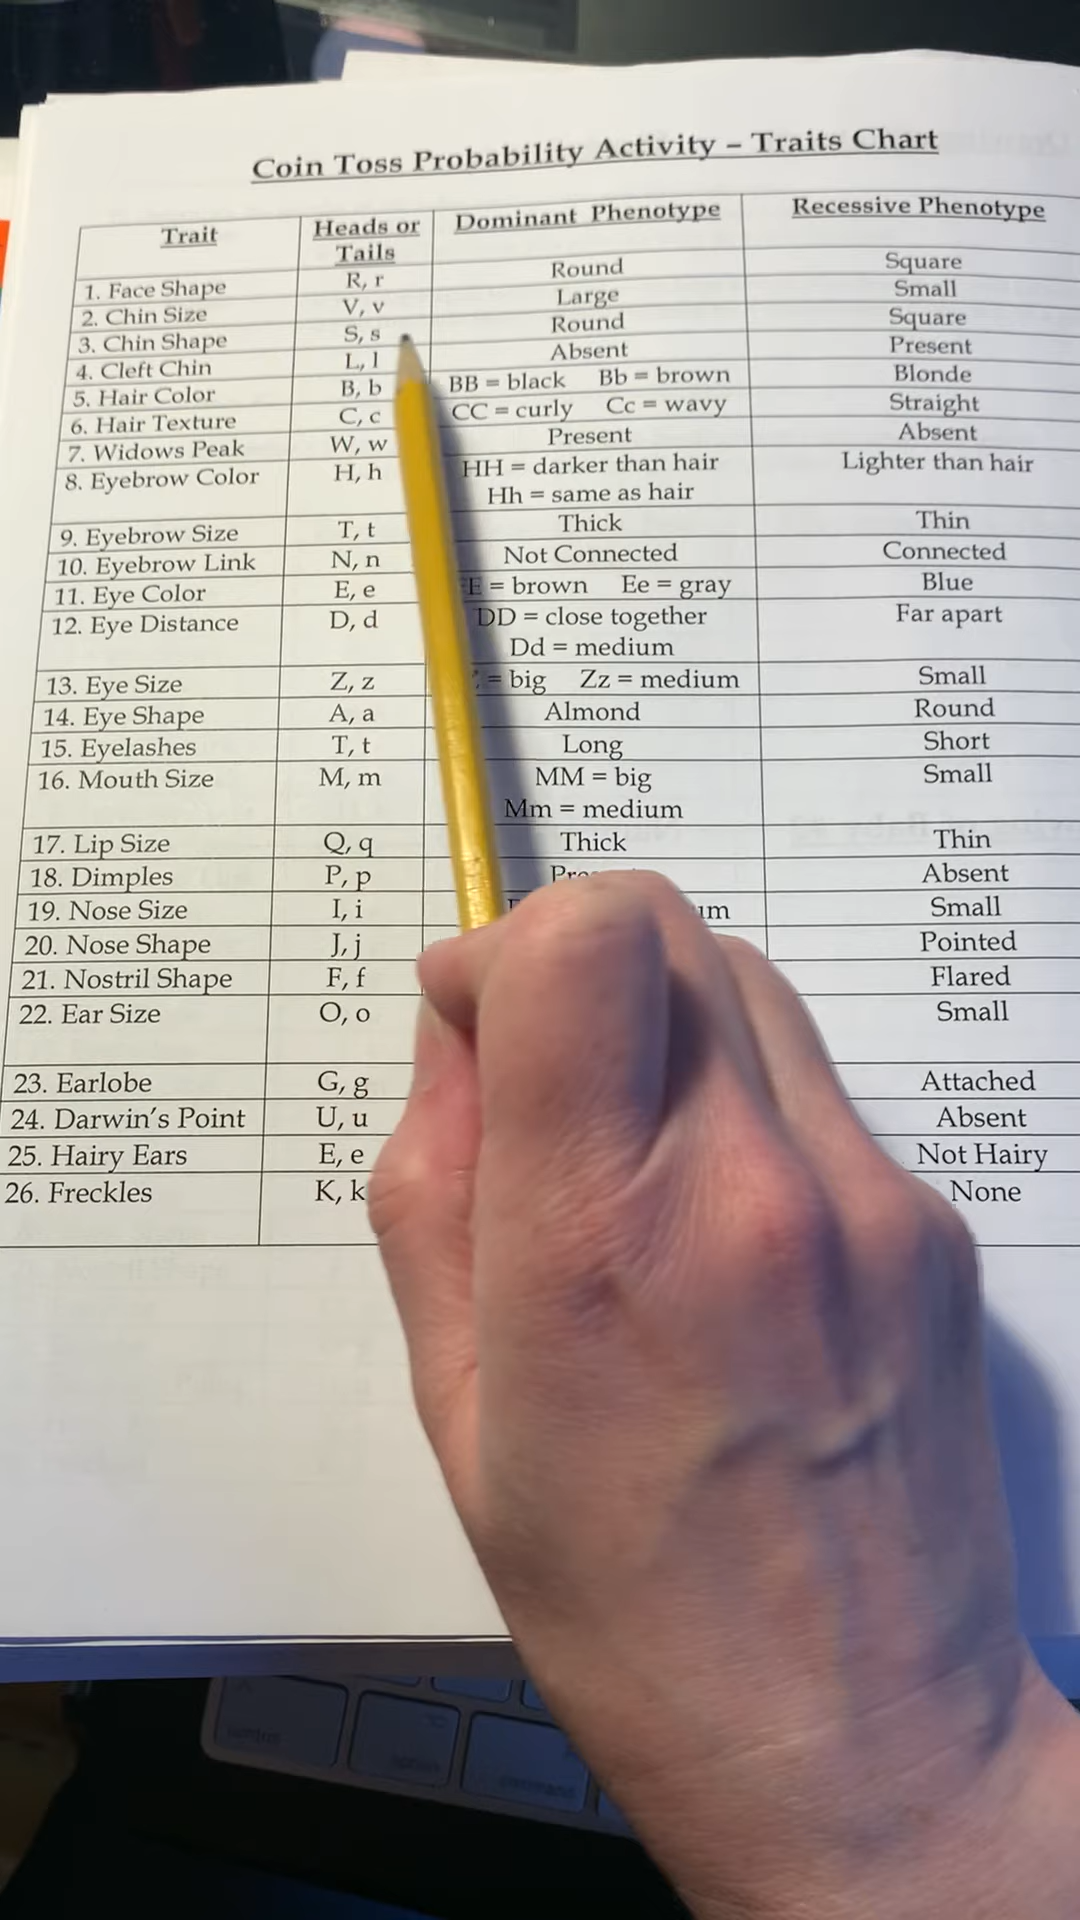 Coin Toss Probability Activity – Traits Chart
Trait Heads or Tails Dominant Phenotype Recessive Phenotype
1. Face Shape R, r Round Square
2. Chin Size V, v Large Small
3. Chin Shape S, s Round Square
4. Cleft Chin L, l Absent Present
5. Hair Color B, b BB = black Bb = brown Blonde
6. Hair Texture C, c CC = curly Cc = wavy Straight
7. Widows Peak W, w Present Absent
8. Eyebrow Color H, h HH = darker than hair Lighter than hair
Hh = same as hair
9. Eyebrow Size T, t Thick Thin
10. Eyebrow Link N, n Not Connected Connected
11. Eye Color E, e = brown Ee = gray Blue
12. Eye Distance D, d DD = close together Far apart
Dd = medium
13. Eye Size Z, z = big Zz = medium Small
14. Eye Shape A, a Almond Round
15. Eyelashes T, t Long Short
16. Mouth Size M, m MM = big Small
Mm = medium
17. Lip Size Q, q Thick Thin
18. Dimples P, p Absent
19. Nose Size I, i Small
20. Nose Shape J, j Pointed
21. Nostril Shape F, f Flared
22. Ear Size O, o Small
23. Earlobe G, g Attached
24. Darwin's Point U, u Absent
25. Hairy Ears E, e Not Hairy
26. Freckles K, k None